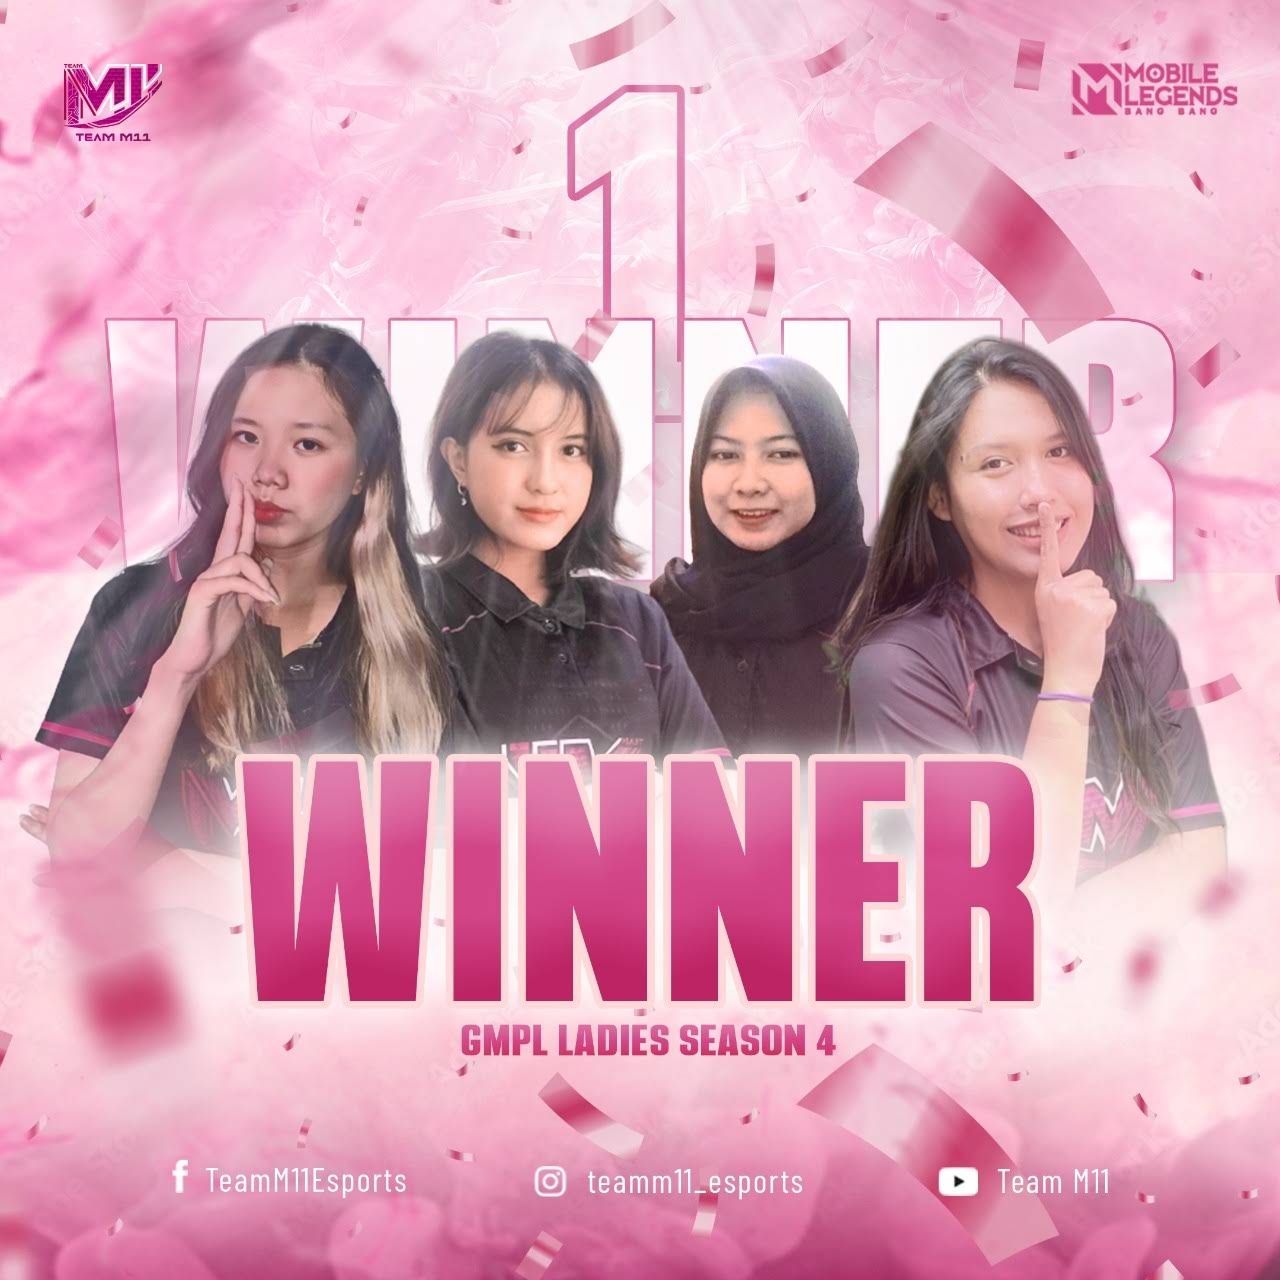 TEAM
M11
TEAM M11
MOBILE
LEGENDS
BANG BANG
1
WINNER
WINNER
GMPL LADIES SEASON 4
f TeamM11Esports
teamm11_esports
Team M11